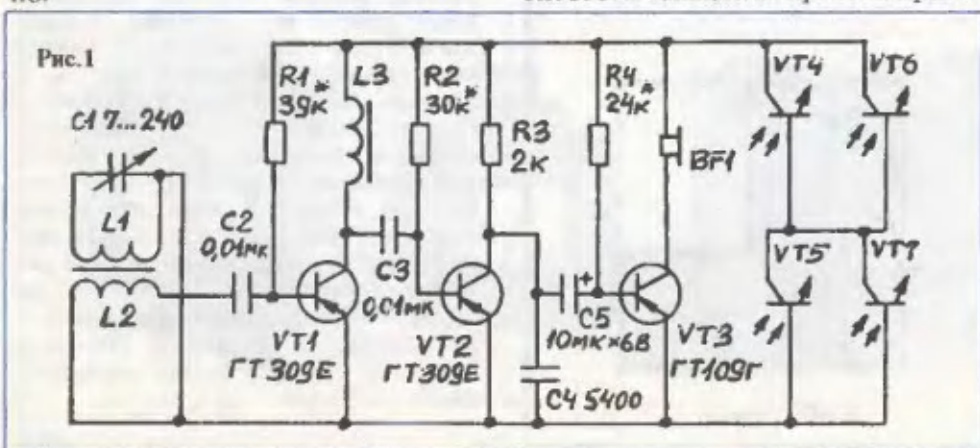 Рис.1
C1 7...240
L1
L2
C2
0,01мк
R1*
39к
L3
VT1
ГТ309Е
C3
0,01мк
R2*
30к
R3
2к
VT2
ГТ309Е
C4 5400
+
C5
10мк×6В
R4*
24к
BF1
VT3
ГТ109Г
VT4
VT6
VT5
VT7